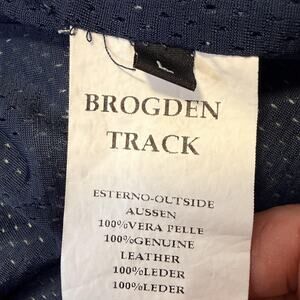 L
BROGDEN
TRACK
ESTERNO-OUTSIDE
AUSSEN
100%VERA PELLE
100%GENUINE
LEATHER
100%LEDER
100%LEDER